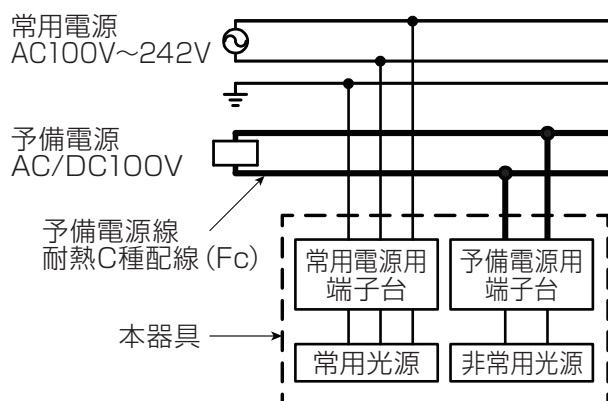 常用電源
AC100V～242V
予備電源
AC/DC100V
予備電源線
耐熱C種配線(Fc)
常用電源用
端子台
予備電源用
端子台
本器具
常用光源
非常用光源